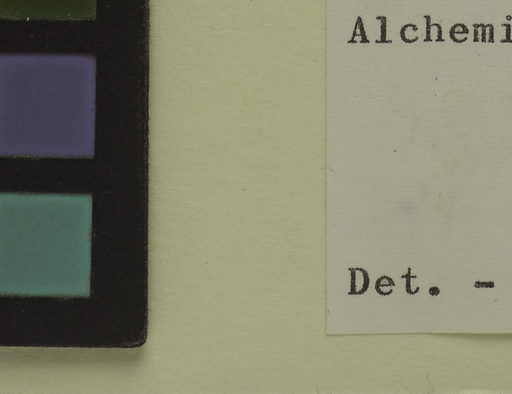 Alchemi
Det. -